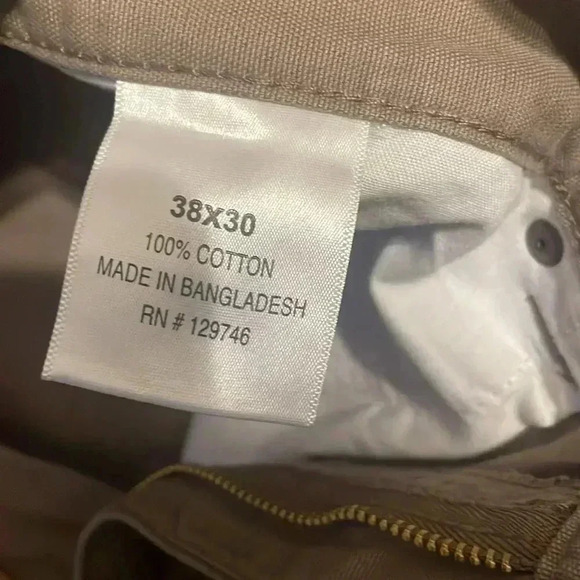 38X30
100% COTTON
MADE IN BANGLADESH
RN # 129746